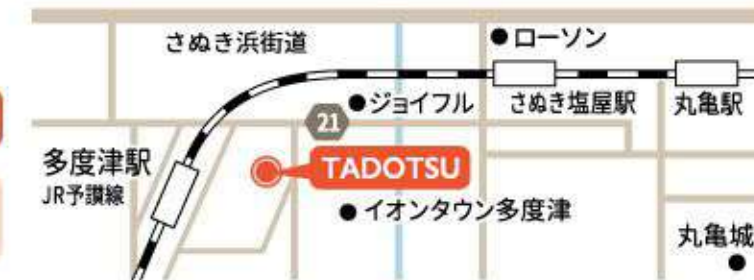 さぬき浜街道
ローソン
ジョイフル
さぬき塩屋駅
丸亀駅
21
多度津駅
JR予讃線
TADOTSU
イオンタウン多度津
丸亀城